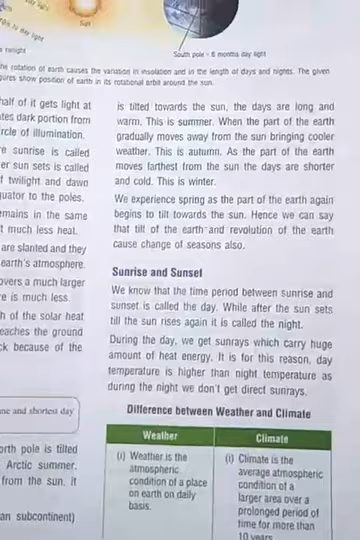 Sun
day light
s twilight
South pole - 6 months day light
he rotation of earth causes the variation in insolation and in the length of days and nights. The given
gures show position of earth in its rotational orbit around the sun.
half of it gets light at
tes dark portion from
rcle of illumination.
e sunrise is called
er sun sets is called
f twilight and dawn
quator to the poles.
emains in the same
t much less heat.
are slanted and they
earth's atmosphere.
overs a much larger
re is much less
h of the solar heat
eaches the ground
ck because of the
ne and shortest day
orth pole is tilted
Arctic summer.
from the sun, it
an subcontinent)
is tilted towards the sun, the days are long and
warm. This is summer. When the part of the earth
gradually moves away from the sun bringing cooler
weather. This is autumn. As the part of the earth
moves farthest from the sun the days are shorter
and cold. This is winter.
We experience spring as the part of the earth again
begins to tilt towards the sun. Hence we can say
that tilt of the earth and revolution of the earth
cause change of seasons also.
Sunrise and Sunset
We know that the time period between sunrise and
sunset is called the day. While after the sun sets
till the sun rises again it is called the night.
During the day, we get sunrays which carry huge
amount of heat energy. It is for this reason, day
temperature is higher than night temperature as
during the night we don't get direct sunrays.
Difference between Weather and Climate
Weather
(i) Weather is the
atmospheric
condition of a place
on earth on daily
basis.
Climate
(i) Climate is the
average atmospheric
condition of a
larger area over a
prolonged period of
time for more than
10 years